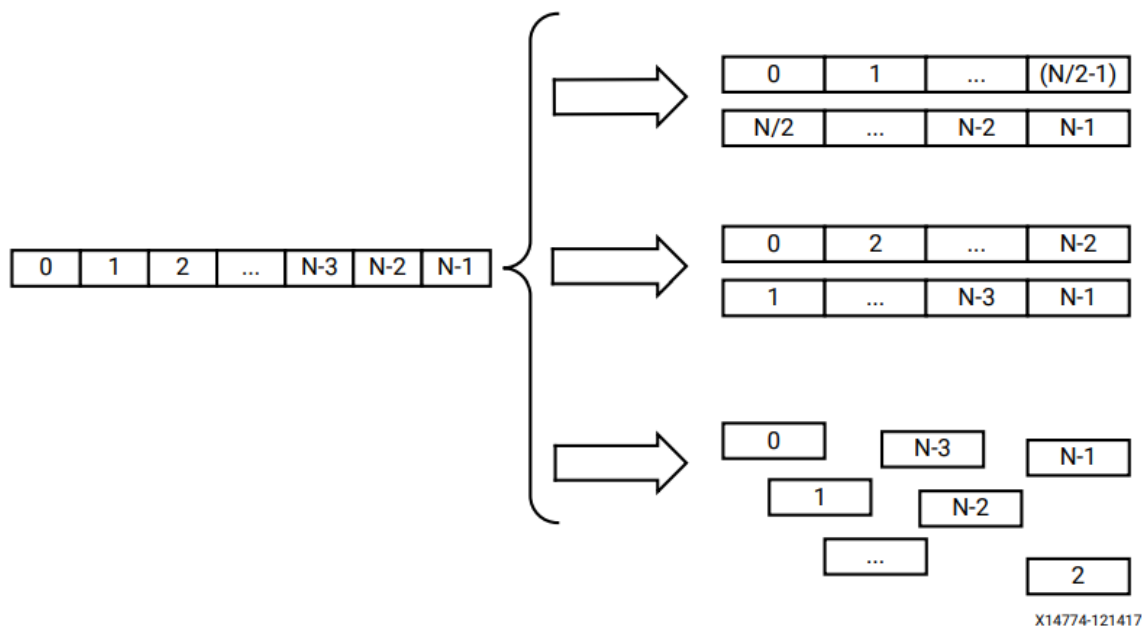 0 1 ... (N/2-1)
N/2 ... N-2 N-1
0 1 2 ... N-3 N-2 N-1
0 2 ... N-2
1 ... N-3 N-1
0 N-3 N-1
1 N-2
... 2
X14774-121417